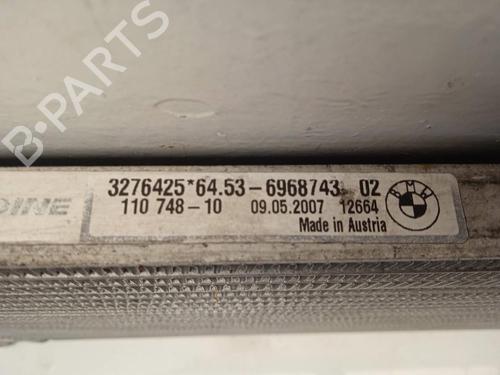 3276425*64.53-6968743 02
DINE 110 748-10 09.05.2007 12664
BMW
Made in Austria
B-PARTS